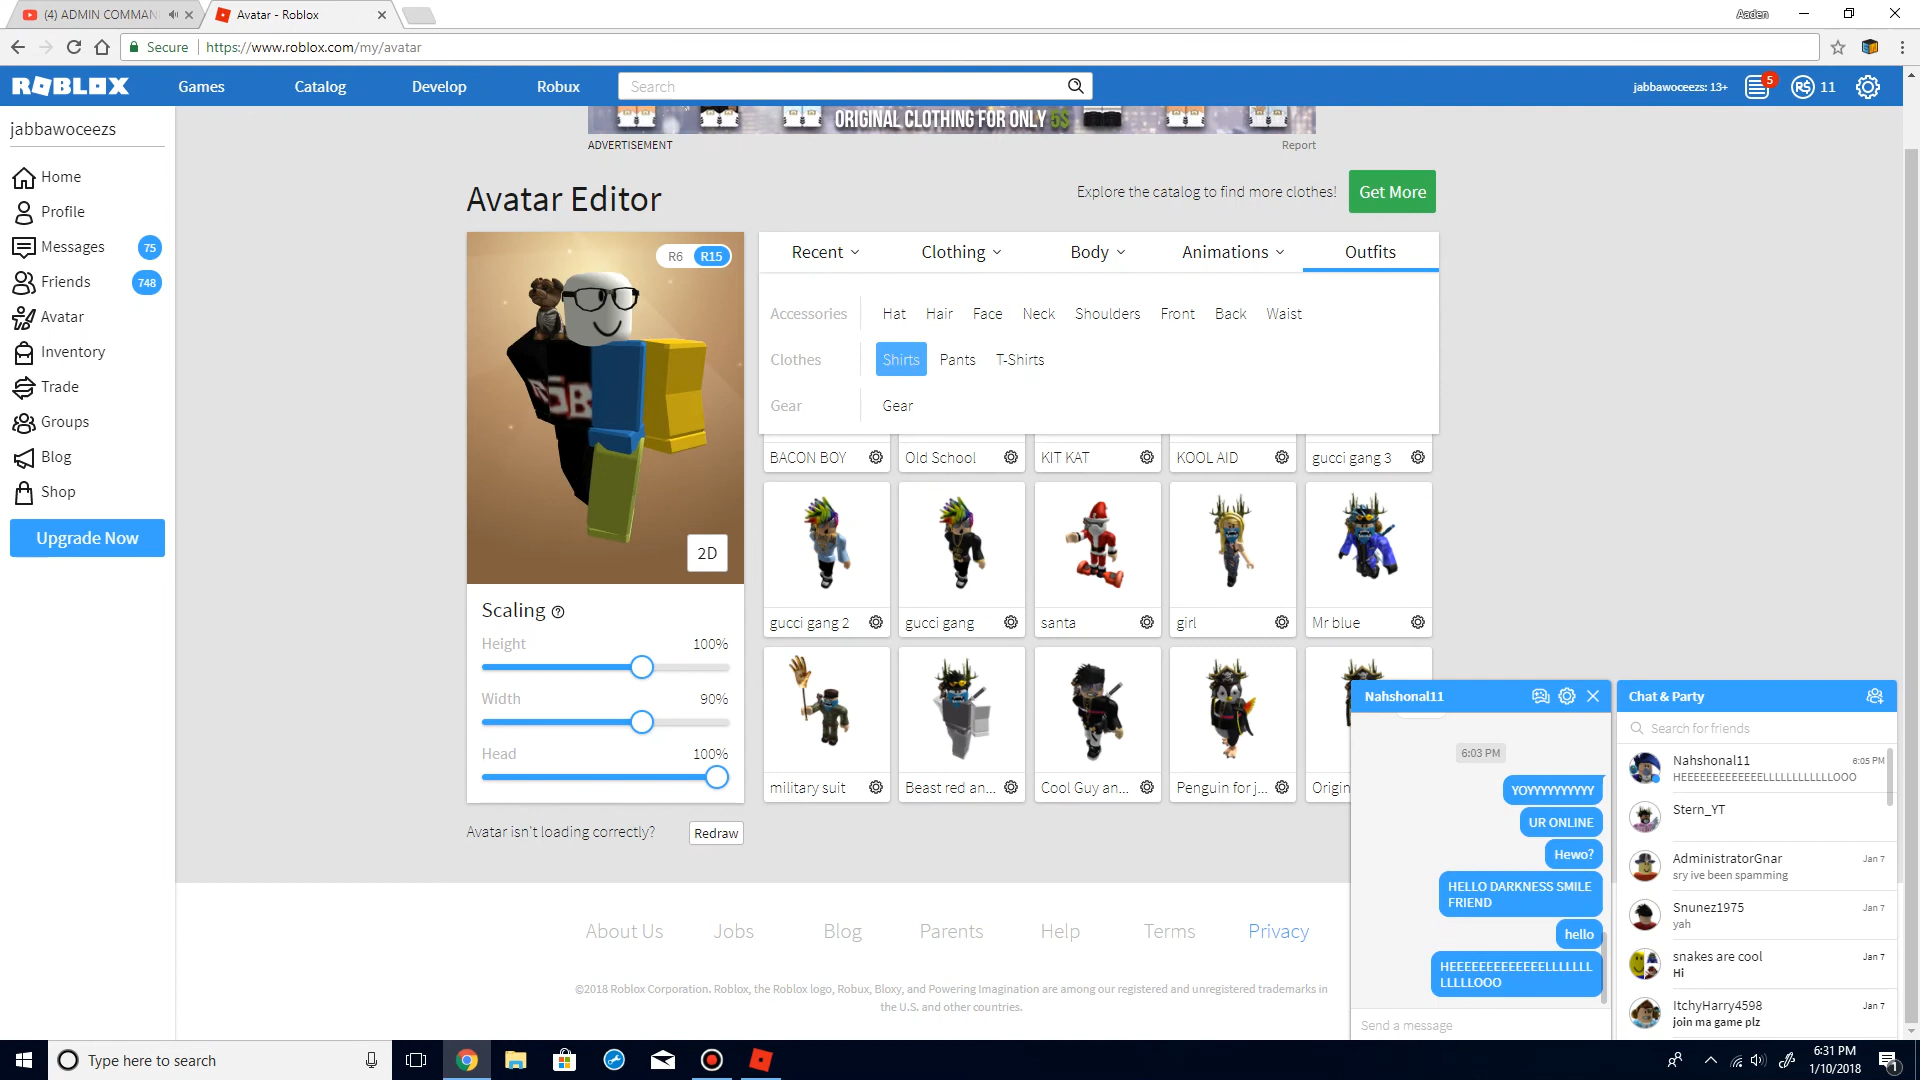 (4) ADMIN COMMAN
Avatar - Roblox
Aaden
Secure
https://www.roblox.com/my/avatar
ROBLOX
Games
Catalog
Develop
Robux
Search
jabbawoceezs: 13+
5
R$
11
jabbawoceezs
Home
Profile
Messages
75
Friends
748
Avatar
Inventory
Trade
Groups
Blog
Shop
Upgrade Now
ORIGINAL CLOTHING FOR ONLY 5$
ADVERTISEMENT
Report
Avatar Editor
Explore the catalog to find more clothes!
Get More
R6
R15
2D
Scaling
Height
100%
Width
90%
Head
100%
Avatar isn't loading correctly?
Redraw
Recent
Clothing
Body
Animations
Outfits
Accessories
Hat
Hair
Face
Neck
Shoulders
Front
Back
Waist
Clothes
Shirts
Pants
T-Shirts
Gear
Gear
BACON BOY
Old School
KIT KAT
KOOL AID
gucci gang 3
gucci gang 2
gucci gang
santa
girl
Mr blue
military suit
Beast red an...
Cool Guy an...
Penguin for j...
Origin
About Us
Jobs
Blog
Parents
Help
Terms
Privacy
©2018 Roblox Corporation. Roblox, the Roblox logo, Robux, Bloxy, and Powering Imagination are among our registered and unregistered trademarks in
the U.S. and other countries.
Nahshonal11
6:03 PM
YOYYYYYYYYYY
UR ONLINE
Hewo?
HELLO DARKNESS SMILE
FRIEND
hello
HEEEEEEEEEEEEELLLLLLL
LLLLLOOO
Send a message
Chat & Party
Search for friends
Nahshonal11
6:05 PM
HEEEEEEEEEEEEELLLLLLLLLLLLOOO
Stern_YT
AdministratorGnar
Jan 7
sry ive been spamming
Snunez1975
Jan 7
yah
snakes are cool
Jan 7
Hi
ItchyHarry4598
Jan 7
join ma game plz
Type here to search
6:31 PM
1/10/2018
1